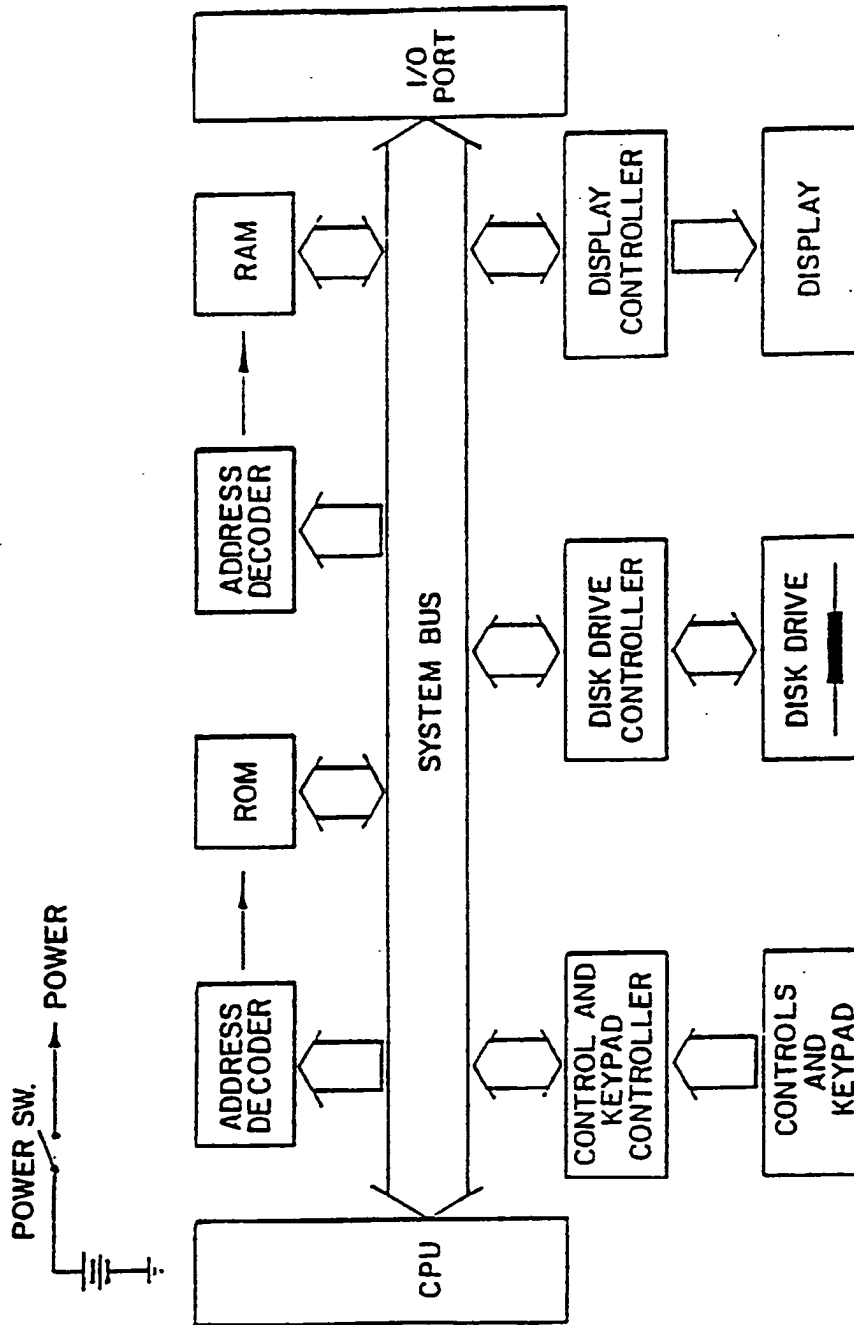 POWER SW.
POWER
ADDRESS
DECODER
ROM
ADDRESS
DECODER
RAM
CPU
SYSTEM BUS
I/O
PORT
CONTROL AND
KEYPAD
CONTROLLER
DISK DRIVE
CONTROLLER
DISPLAY
CONTROLLER
CONTROLS
AND
KEYPAD
DISK DRIVE
DISPLAY